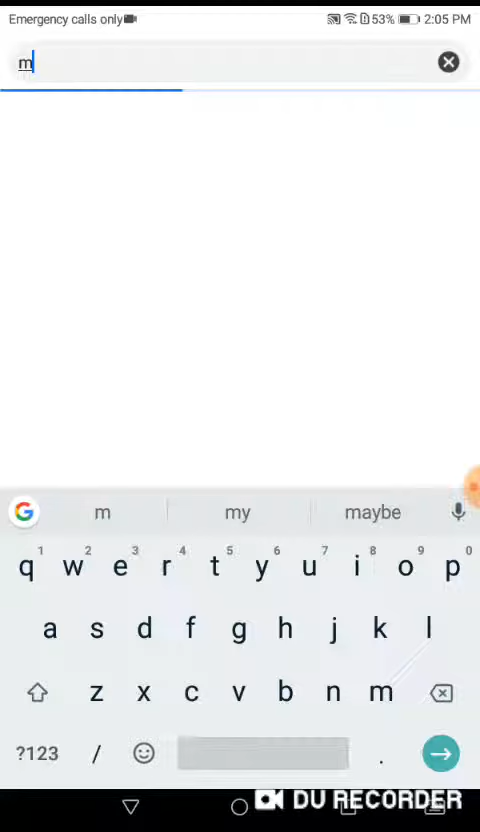 Emergency calls only 53% 2:05 PM
m
G m my maybe
1 2 3 4 5 6 7 8 9 0
q w e r t y u i o p
a s d f g h j k l
z x c v b n m
?123 / .
DU RECORDER